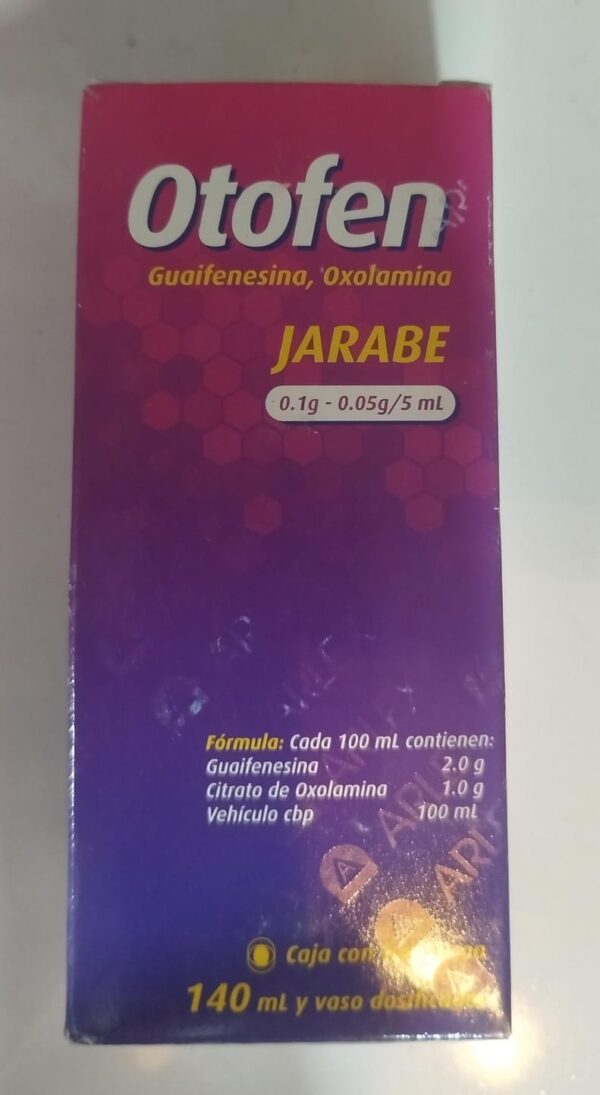 Otofen
Guaifenesina, Oxolamina
JARABE
0.1g - 0.05g/5 mL
Fórmula: Cada 100 mL contienen:
Guaifenesina 2.0 g
Citrato de Oxolamina 1.0 g
Vehículo cbp 100 mL
ARI
Caja con
140 mL y vaso